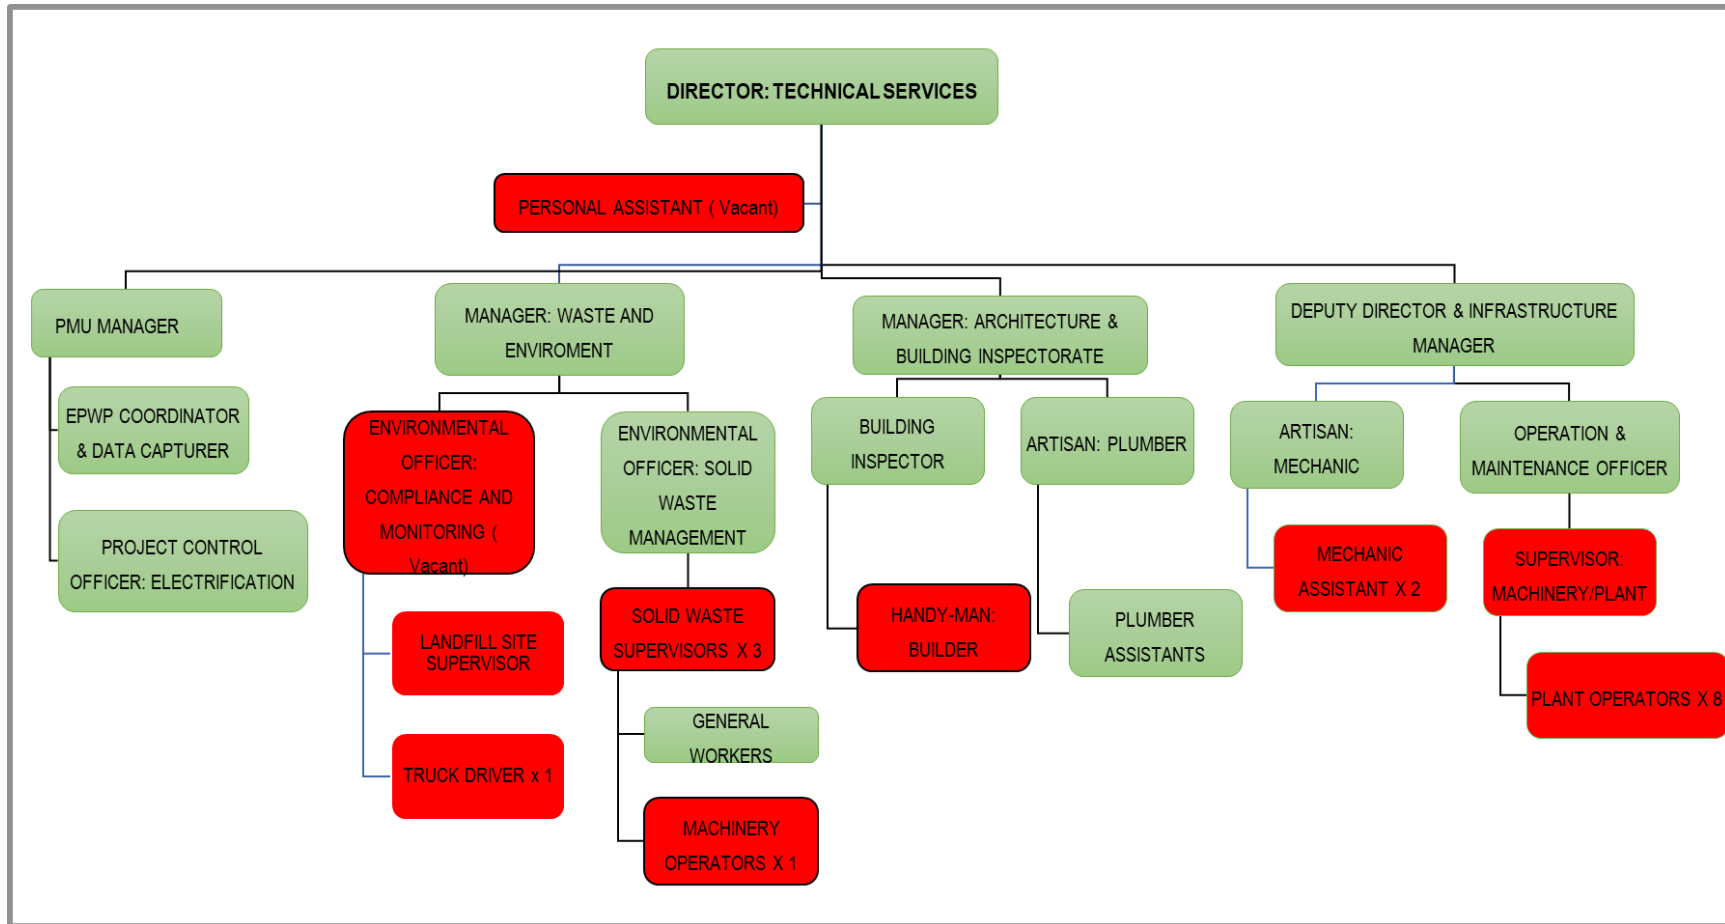 DIRECTOR: TECHNICAL SERVICES
PERSONAL ASSISTANT ( Vacant)
PMU MANAGER
MANAGER: WASTE AND
ENVIROMENT
MANAGER: ARCHITECTURE &
BUILDING INSPECTORATE
DEPUTY DIRECTOR & INFRASTRUCTURE
MANAGER
EPWP COORDINATOR
& DATA CAPTURER
PROJECT CONTROL
OFFICER: ELECTRIFICATION
ENVIRONMENTAL
OFFICER:
COMPLIANCE AND
MONITORING (
Vacant)
LANDFILL SITE
SUPERVISOR
TRUCK DRIVER x 1
ENVIRONMENTAL
OFFICER: SOLID
WASTE
MANAGEMENT
SOLID WASTE
SUPERVISORS X 3
GENERAL
WORKERS
MACHINERY
OPERATORS X 1
BUILDING
INSPECTOR
HANDY-MAN:
BUILDER
ARTISAN: PLUMBER
PLUMBER
ASSISTANTS
ARTISAN:
MECHANIC
MECHANIC
ASSISTANT X 2
OPERATION &
MAINTENANCE OFFICER
SUPERVISOR:
MACHINERY/PLANT
PLANT OPERATORS X 8